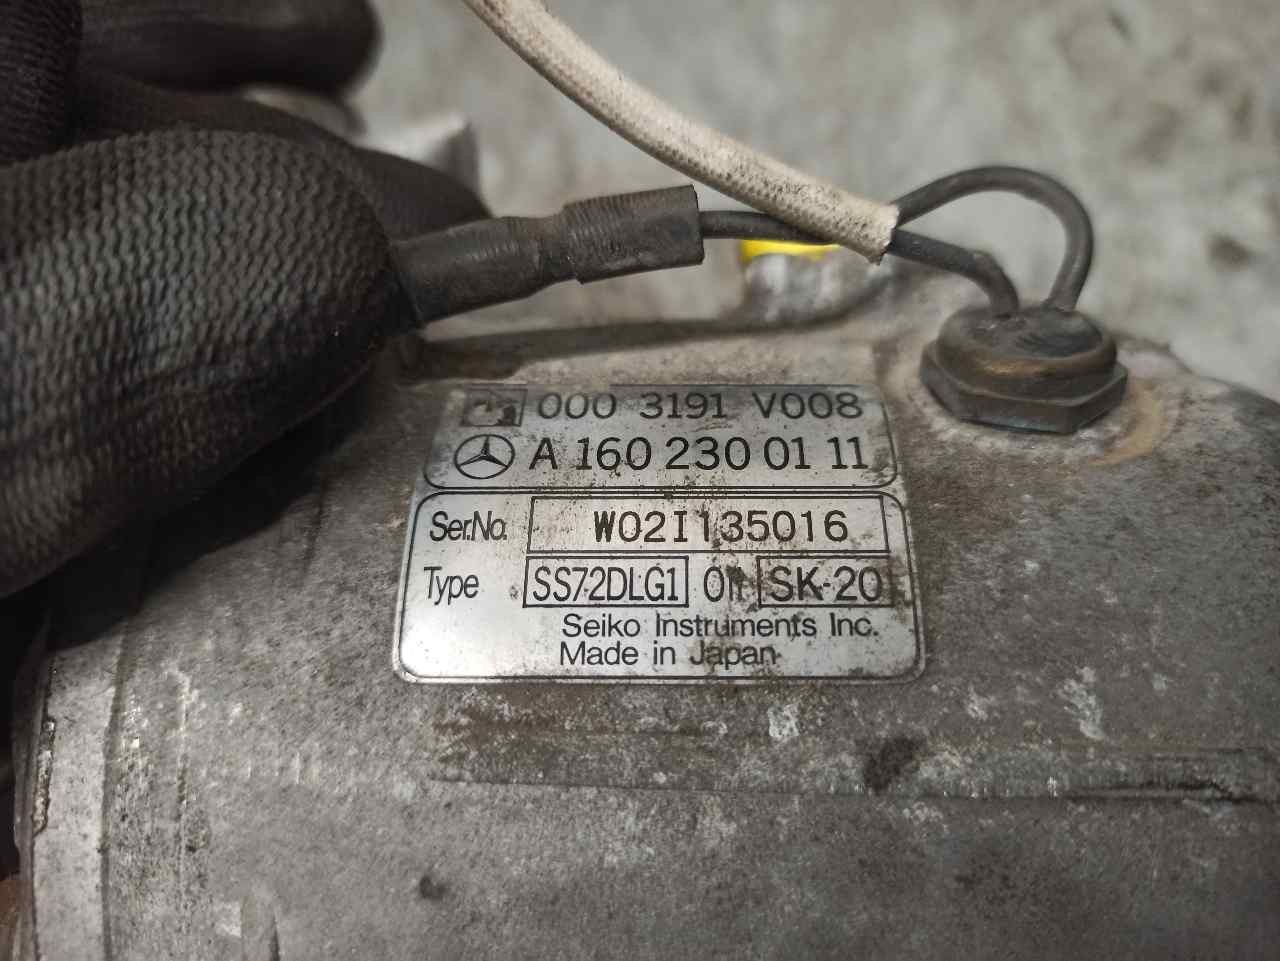 000 3191 V008
A 160 230 01 11
Ser.No. W02I135016
Type SS72DLG1 Oil SK-20
Seiko Instruments Inc.
Made in Japan